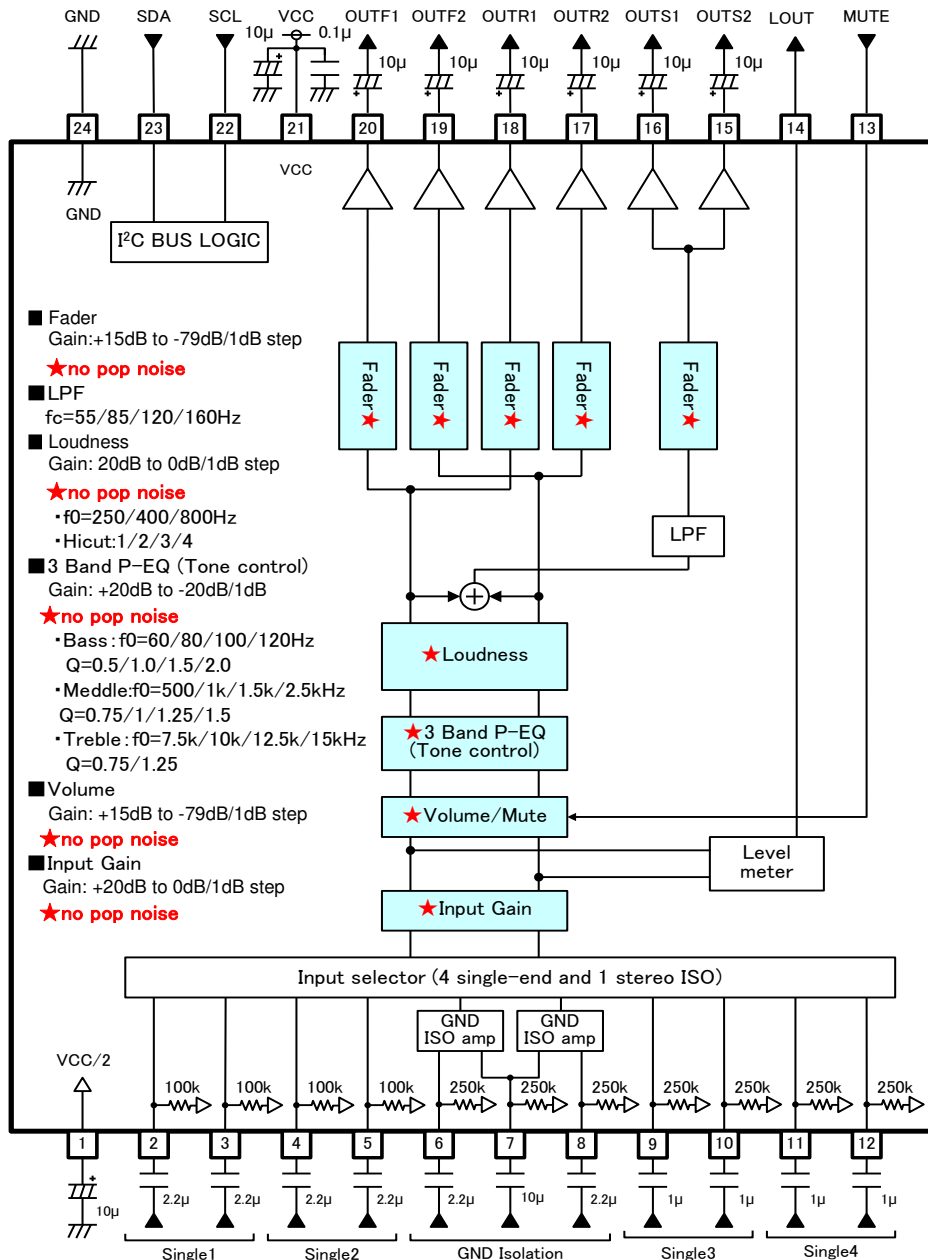 GND SDA SCL VCC OUTF1 OUTF2 OUTR1 OUTR2 OUTS1 OUTS2 LOUT MUTE
10μ 0.1μ
+ 10μ 10μ 10μ 10μ 10μ 10μ
+ + + + + +
24 23 22 21 20 19 18 17 16 15 14 13
VCC
GND
I²C BUS LOGIC
■ Fader
Gain:+15dB to -79dB/1dB step
★no pop noise
■LPF
fc=55/85/120/160Hz
■ Loudness
Gain: 20dB to 0dB/1dB step
★no pop noise
・f0=250/400/800Hz
・Hicut:1/2/3/4
■3 Band P-EQ (Tone control)
Gain: +20dB to -20dB/1dB
★no pop noise
・Bass:f0=60/80/100/120Hz
Q=0.5/1.0/1.5/2.0
・Meddle:f0=500/1k/1.5k/2.5kHz
Q=0.75/1/1.25/1.5
・Treble:f0=7.5k/10k/12.5k/15kHz
Q=0.75/1.25
■Volume
Gain: +15dB to -79dB/1dB step
★no pop noise
■Input Gain
Gain: +20dB to 0dB/1dB step
★no pop noise
Fader★ Fader★ Fader★ Fader★ Fader★
LPF
+
★Loudness
★3 Band P-EQ
(Tone control)
★Volume/Mute
Level
meter
★Input Gain
Input selector (4 single-end and 1 stereo ISO)
GND
ISO amp
GND
ISO amp
VCC/2
100k 100k 100k 100k 250k 250k 250k 250k 250k 250k 250k
1 2 3 4 5 6 7 8 9 10 11 12
+
10μ 2.2μ 2.2μ 2.2μ 2.2μ 2.2μ 10μ 2.2μ 1μ 1μ 1μ 1μ
Single1 Single2 GND Isolation Single3 Single4